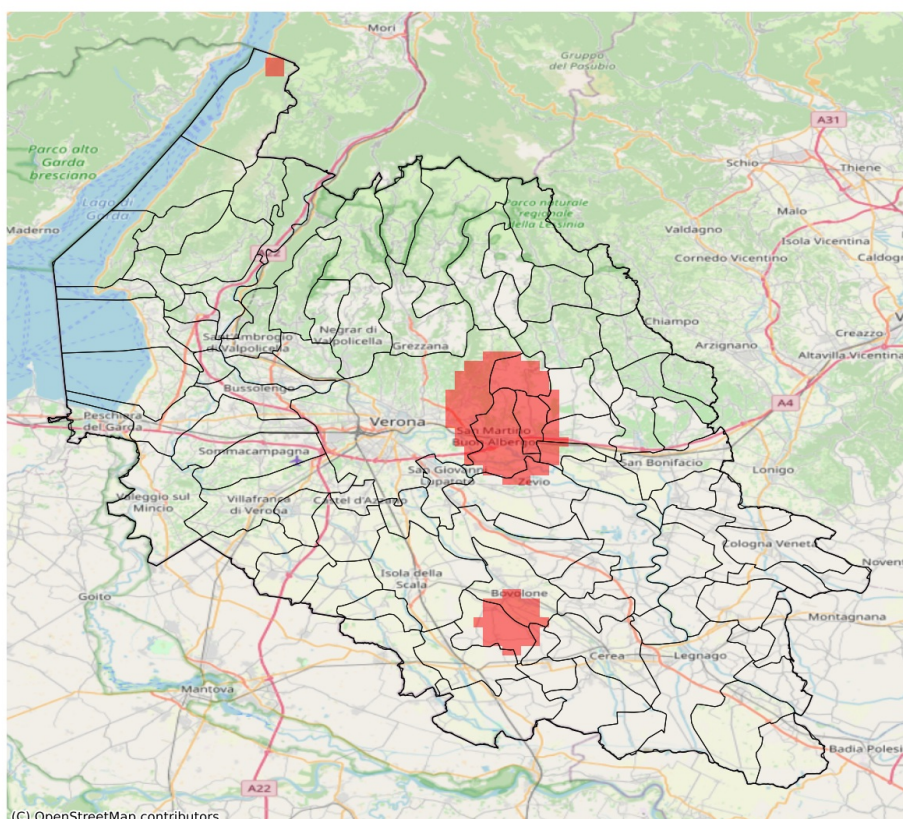 Mori
Gruppo
del Pasubio
A31
Schio
Thiene
Parco alto
Garda
bresciano
Lago di
Garda
Maderno
Parco naturale
regionale
della Lessinia
Malo
Valdagno
Isola Vicentina
Cornedo Vicentino
Caldogn
Chiampo
Creazzo
Arzignano
Altavilla Vicentina
Sant'Ambrogio
di Valpolicella
Negrar di
Valpolicella
Grezzana
Bussolengo
A4
Peschiera
del Garda
Verona
San Martino
Buon Albergo
Sommacampagna
San Giovanni
Lupatoto
Zevio
San Bonifacio
Lonigo
Valeggio sul
Mincio
Villafranca
di Verona
Castel d'Azzano
Cologna Veneta
Noven
Isola della
Scala
Goito
Bovolone
Montagnana
Cerea
Legnago
Mantova
Badia Polesi
A22
(C) OpenStreetMap contributors